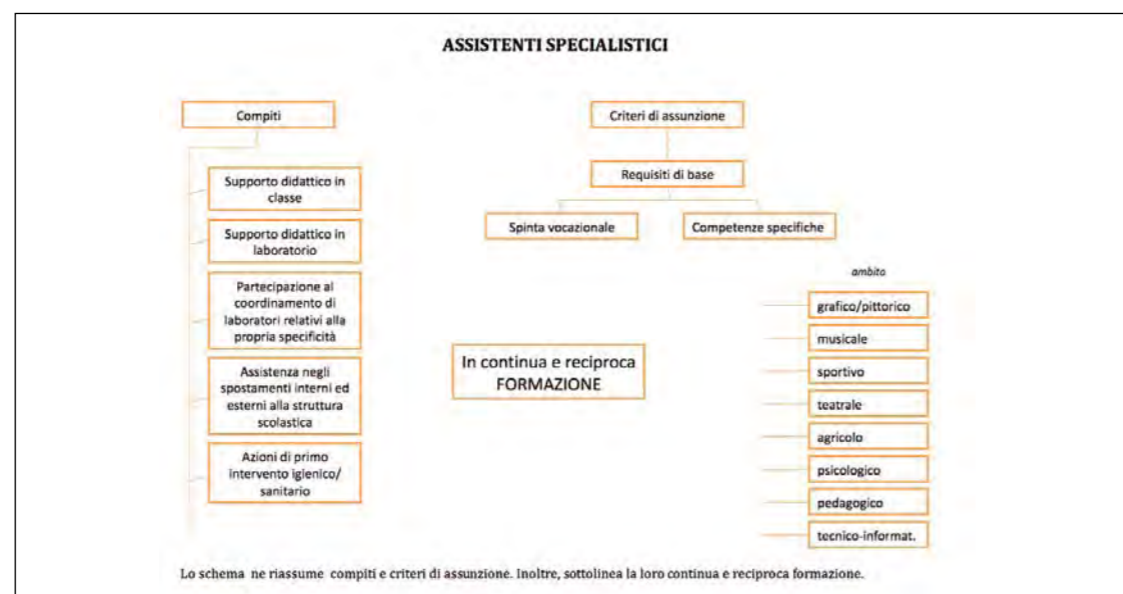 ASSISTENTI SPECIALISTICI
Compiti
Supporto didattico in
classe
Supporto didattico in
laboratorio
Partecipazione al
coordinamento di
laboratori relativi alla
propria specificità
Assistenza negli
spostamenti interni ed
esterni alla struttura
scolastica
Azioni di primo
intervento igienico/
sanitario
Criteri di assunzione
Requisiti di base
Spinta vocazionale
Competenze specifiche
In continua e reciproca
FORMAZIONE
ambito
grafico/pittorico
musicale
sportivo
teatrale
agricolo
psicologico
pedagogico
tecnico-informat.
Lo schema ne riassume compiti e criteri di assunzione. Inoltre, sottolinea la loro continua e reciproca formazione.